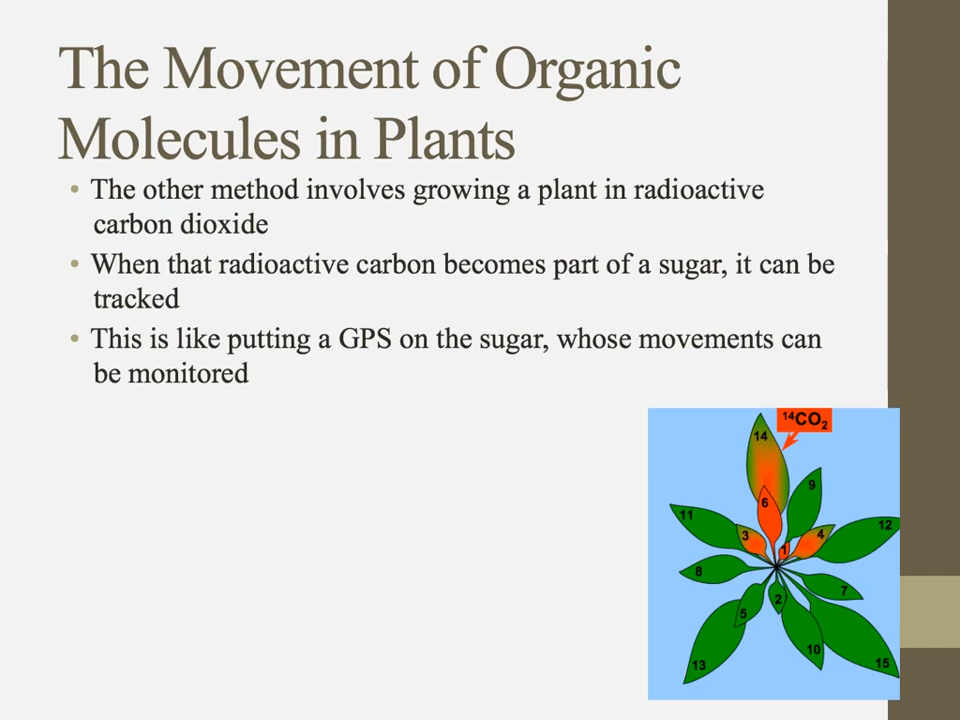 The Movement of Organic
Molecules in Plants
• The other method involves growing a plant in radioactive
carbon dioxide
• When that radioactive carbon becomes part of a sugar, it can be
tracked
• This is like putting a GPS on the sugar, whose movements can
be monitored
¹⁴CO₂
14
9
6
11
12
3
4
1
8
7
2
5
10
13
15